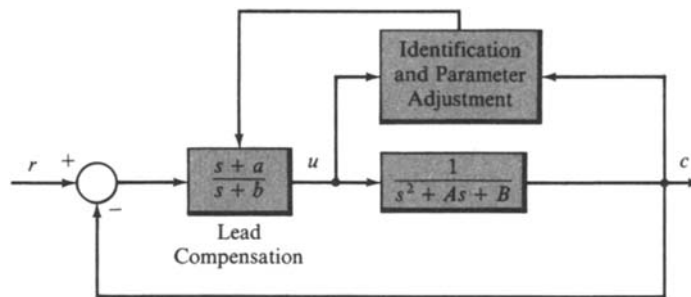 Identification
and Parameter
Adjustment
r
+
−
s + a
s + b
u
1
s² + As + B
c
Lead
Compensation